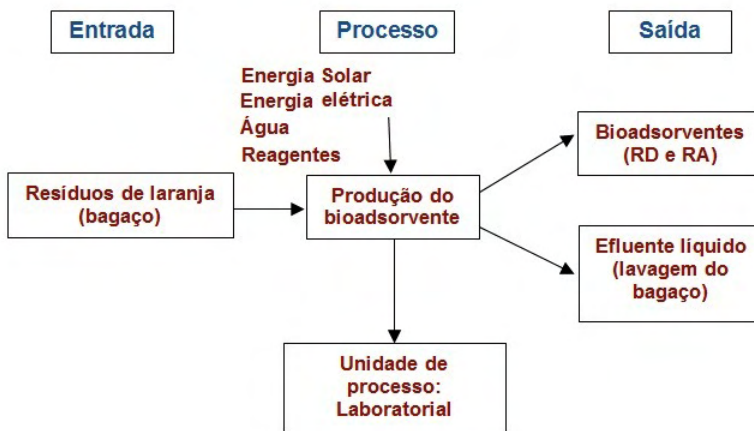 Entrada
Processo
Saída
Energia Solar
Energia elétrica
Água
Reagentes
Resíduos de laranja
(bagaço)
Produção do
bioadsorvente
Bioadsorventes
(RD e RA)
Efluente líquido
(lavagem do
bagaço)
Unidade de
processo:
Laboratorial